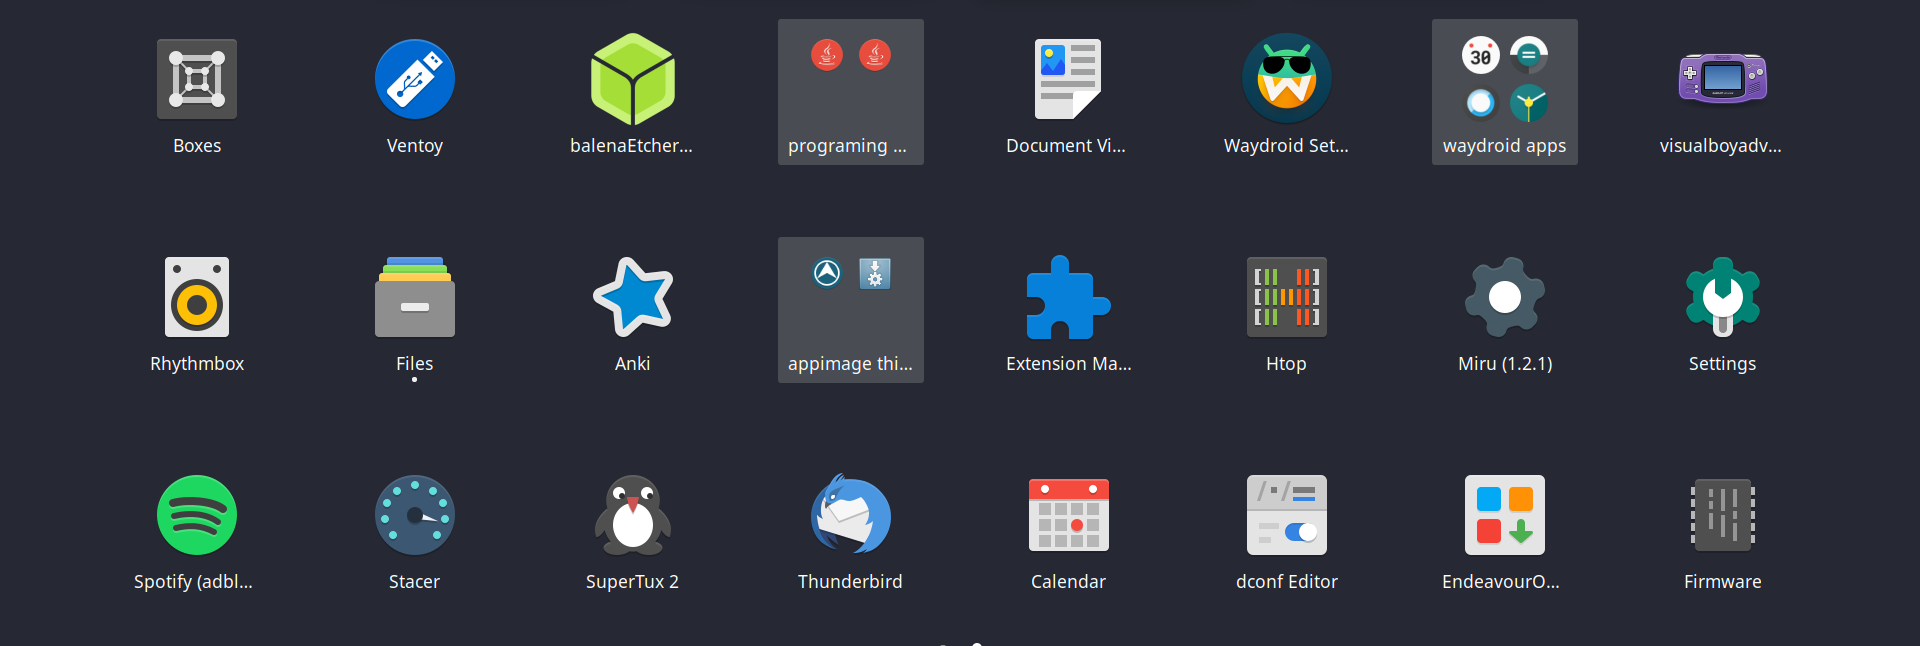 30
Boxes
Ventoy
balenaEtcher...
programing ...
Document Vi...
Waydroid Set...
waydroid apps
visualboyadv...
Rhythmbox
Files
Anki
appimage thi...
Extension Ma...
Htop
Miru (1.2.1)
Settings
Spotify (adbl...
Stacer
SuperTux 2
Thunderbird
Calendar
dconf Editor
EndeavourO...
Firmware